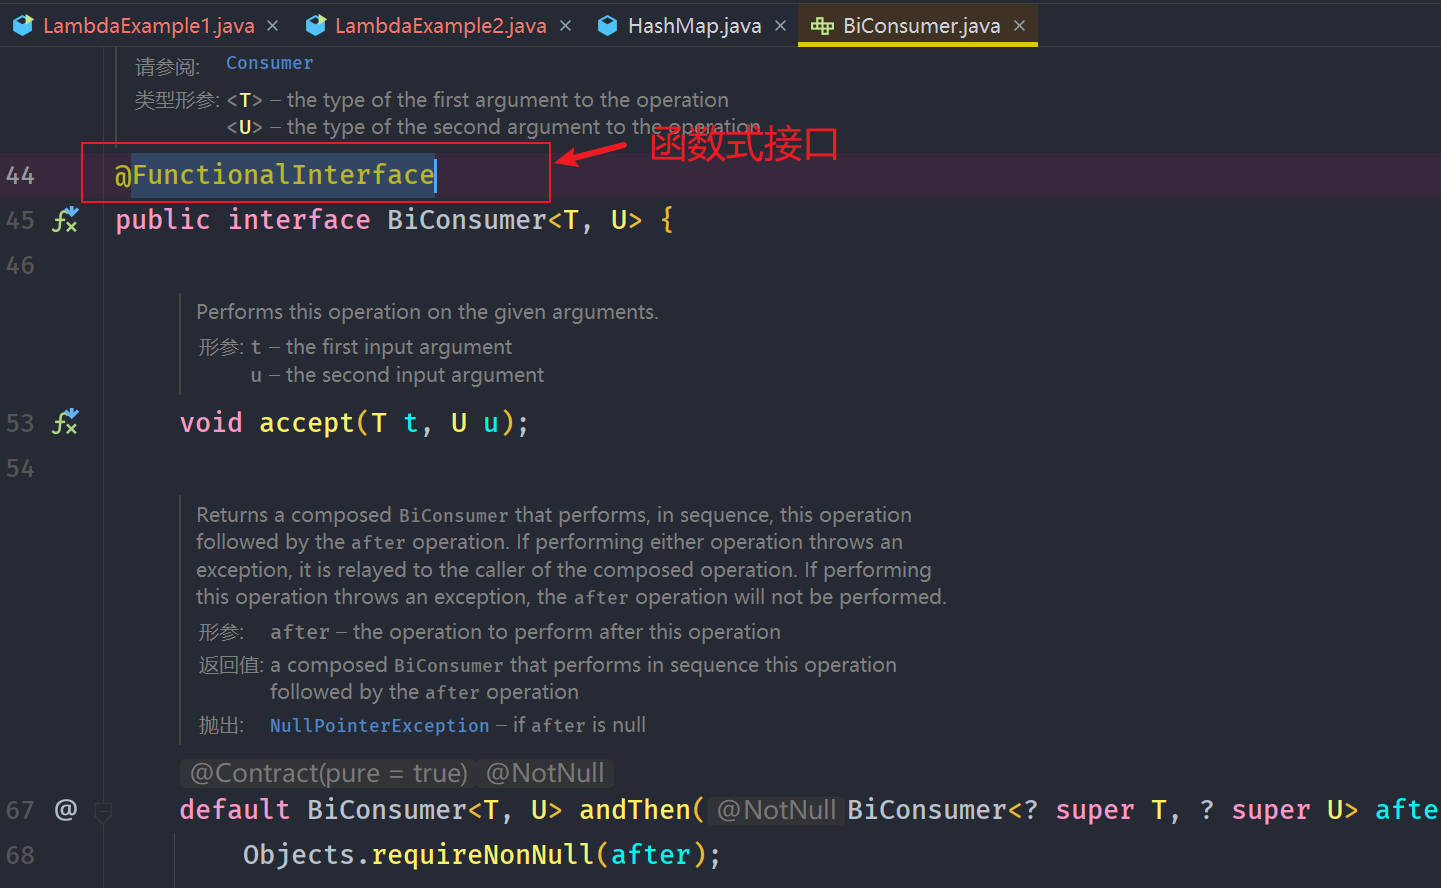 LambdaExample1.java × LambdaExample2.java × HashMap.java × BiConsumer.java ×
请参阅: Consumer
类型形参: <T> – the type of the first argument to the operation
<U> – the type of the second argument to the operation
函数式接口
44 @FunctionalInterface
45 public interface BiConsumer<T, U> {
46
Performs this operation on the given arguments.
形参: t – the first input argument
u – the second input argument
53 void accept(T t, U u);
54
Returns a composed BiConsumer that performs, in sequence, this operation
followed by the after operation. If performing either operation throws an
exception, it is relayed to the caller of the composed operation. If performing
this operation throws an exception, the after operation will not be performed.
形参: after – the operation to perform after this operation
返回值: a composed BiConsumer that performs in sequence this operation
followed by the after operation
抛出: NullPointerException – if after is null
@Contract(pure = true) @NotNull
67 @ default BiConsumer<T, U> andThen( @NotNull BiConsumer<? super T, ? super U> afte
68 Objects.requireNonNull(after);